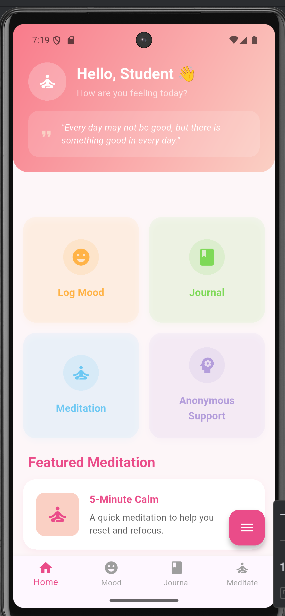 7:19
Hello, Student 👋
How are you feeling today?
"Every day may not be good, but there is
something good in every day."
Log Mood
Journal
Meditation
Anonymous
Support
Featured Meditation
5-Minute Calm
A quick meditation to help you
reset and refocus.
Home
Mood
Journa
Meditate